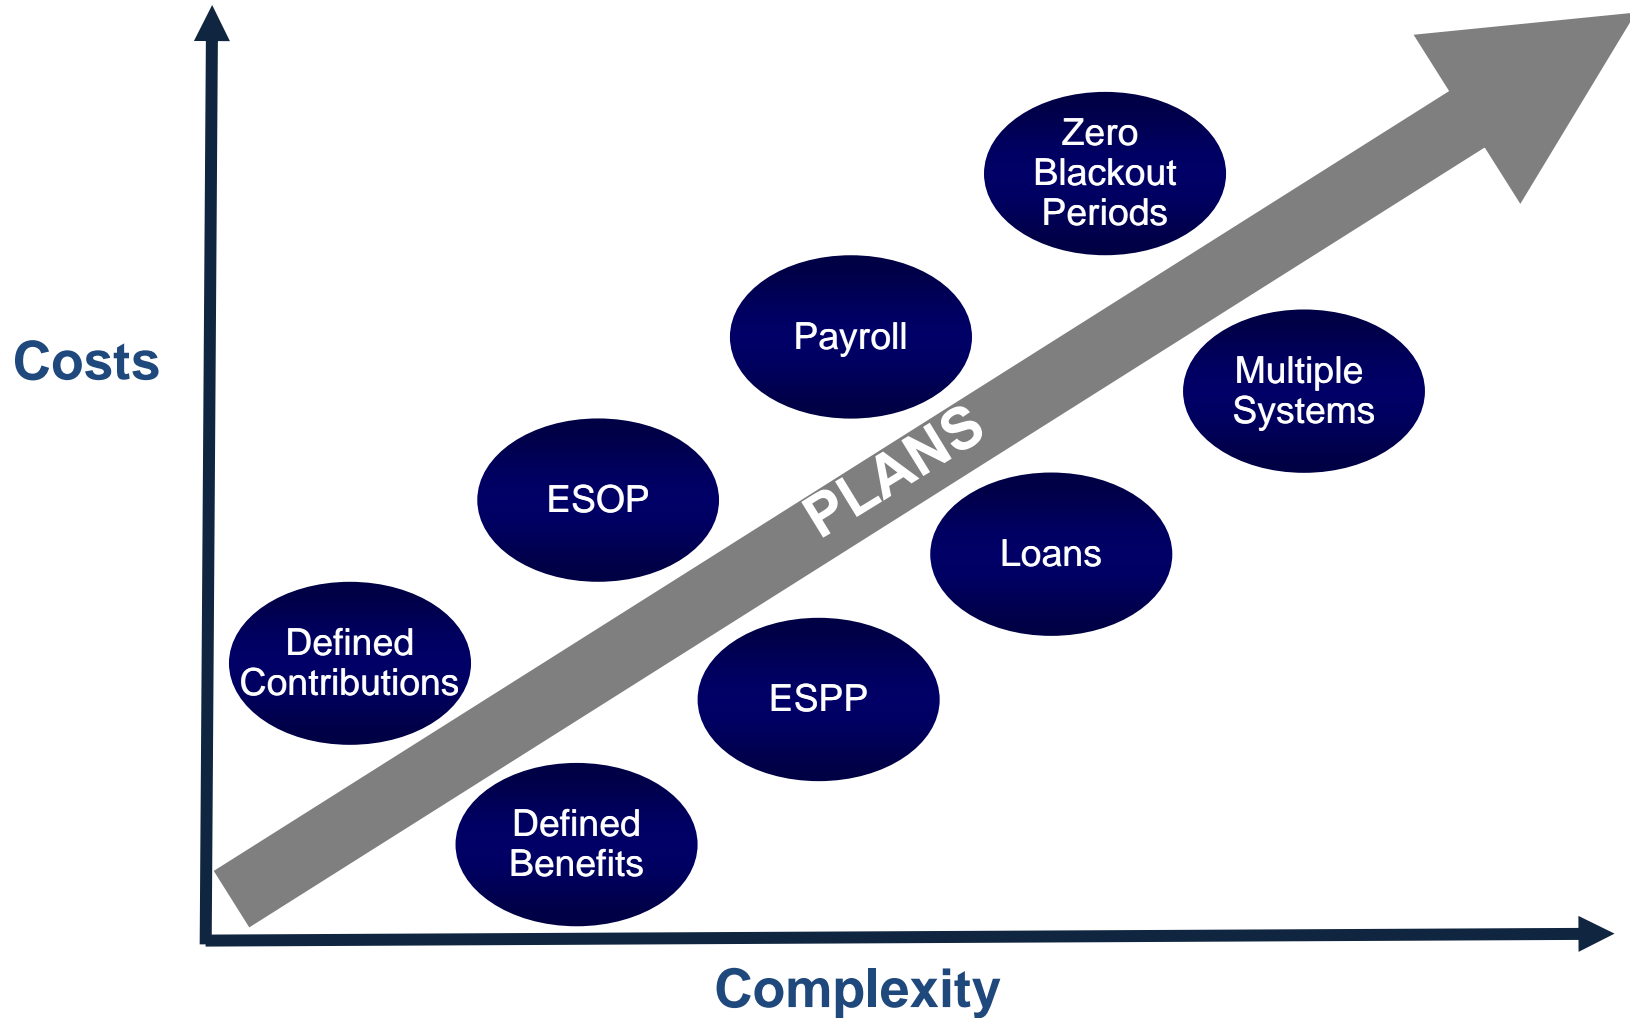 Zero
Blackout
Periods
Payroll
Costs
Multiple
Systems
PLANS
ESOP
Loans
Defined
Contributions
ESPP
Defined
Benefits
Complexity